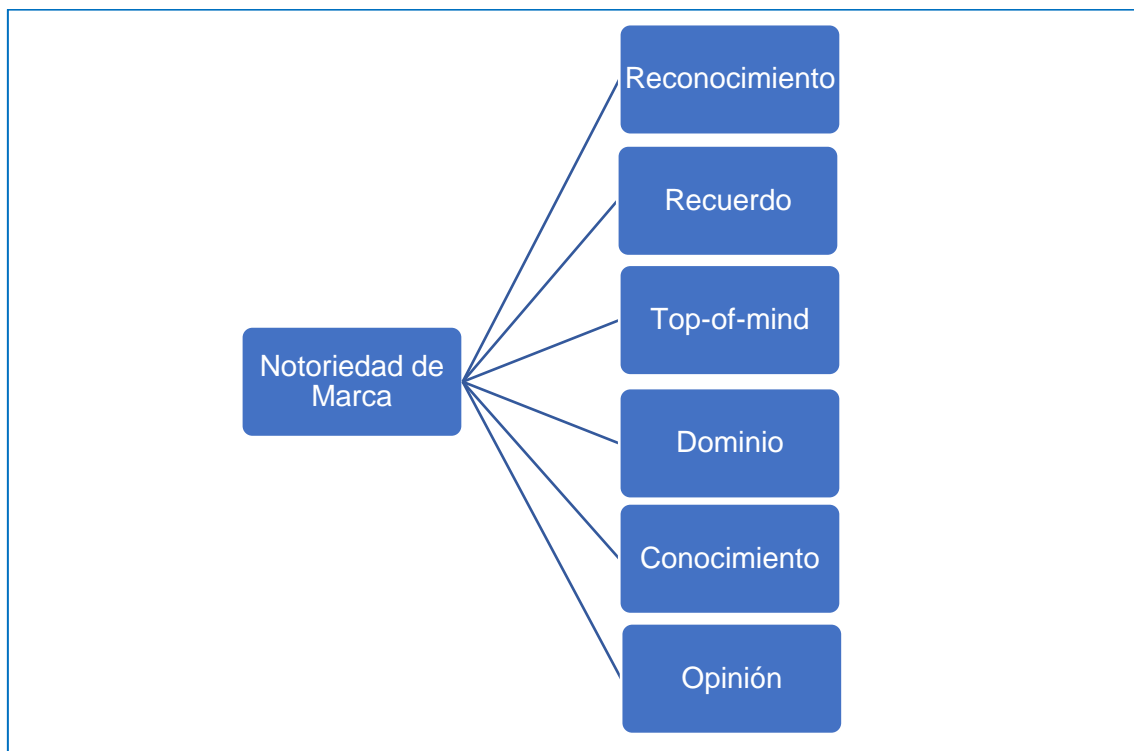 Reconocimiento
Recuerdo
Top-of-mind
Notoriedad de
Marca
Dominio
Conocimiento
Opinión